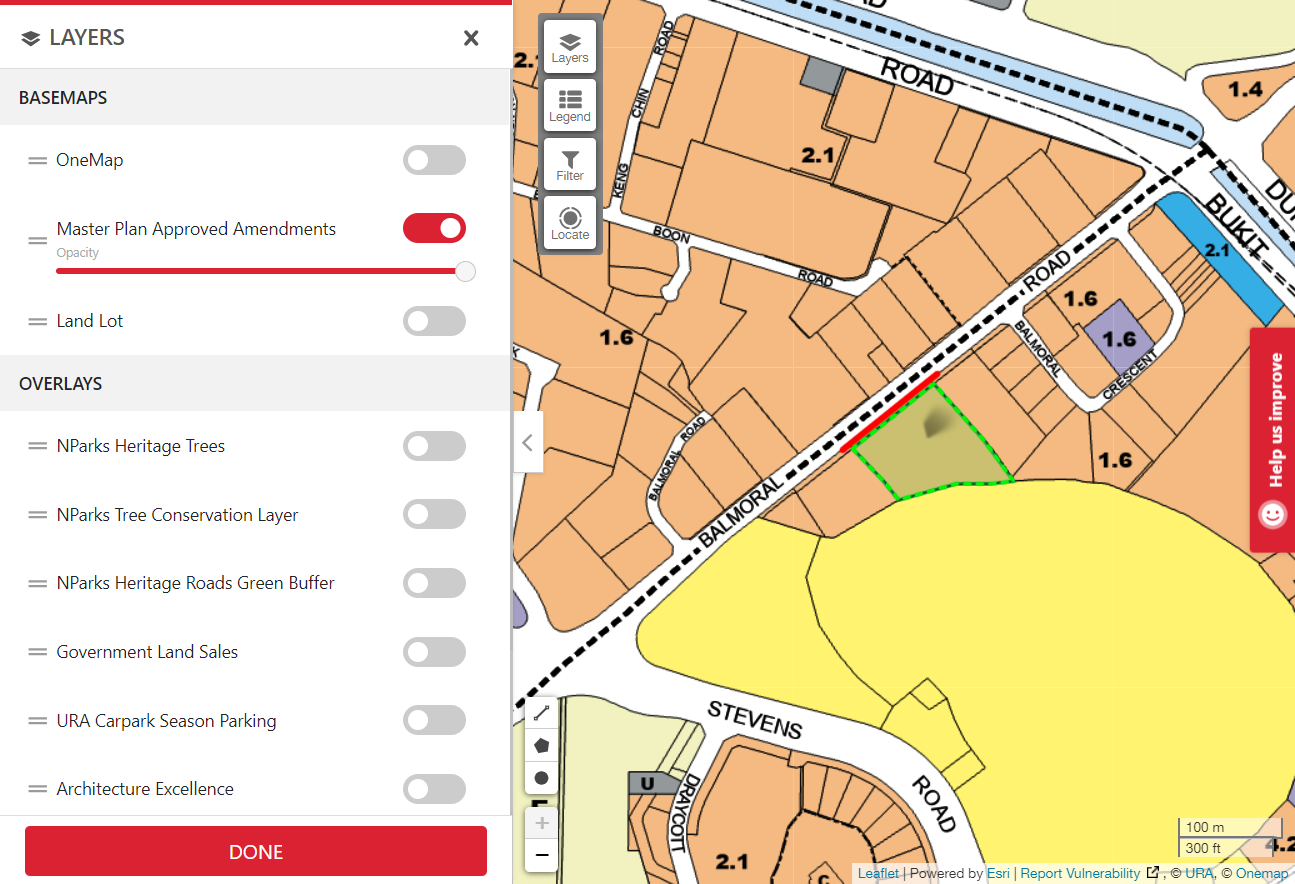 LAYERS
BASEMAPS
OneMap
Master Plan Approved Amendments
Opacity
Land Lot
OVERLAYS
NParks Heritage Trees
NParks Tree Conservation Layer
NParks Heritage Roads Green Buffer
Government Land Sales
URA Carpark Season Parking
Architecture Excellence
DONE
Layers
Legend
Filter
Locate
ROAD
1.4
2.1
KENG CHIN ROAD
BOON
ROAD
BUKIT
2.1
ROAD
1.6
1.6
1.6
BALMORAL
CRESCENT
BALMORAL ROAD
1.6
BALMORAL
Help us improve
STEVENS
ROAD
U
DRAYCOTT
2.1
C
100 m
300 ft
4.2
Leaflet | Powered by Esri | Report Vulnerability , © URA, © Onemap